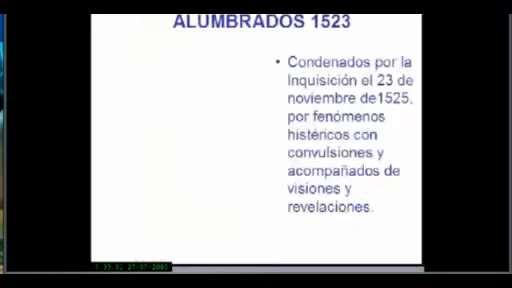 ALUMBRADOS 1523
• Condenados por la
Inquisición el 23 de
noviembre de1525,
por fenómenos
histéricos con
convulsiones y
acompañados de
visiones y
revelaciones.